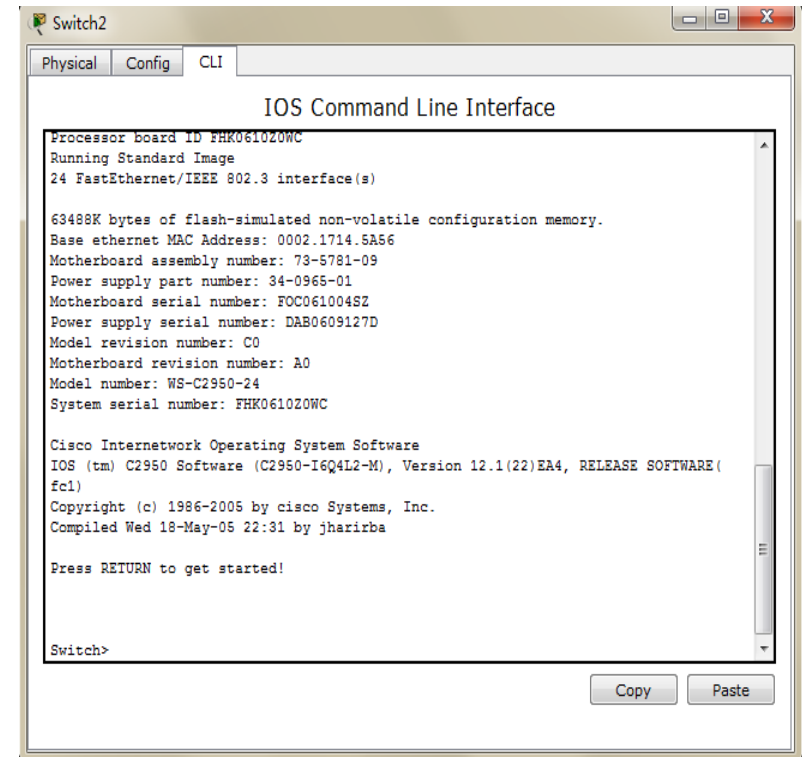 Switch2
Physical Config CLI
IOS Command Line Interface
Processor board ID FHK0610Z0WC
Running Standard Image
24 FastEthernet/IEEE 802.3 interface(s)
63488K bytes of flash-simulated non-volatile configuration memory.
Base ethernet MAC Address: 0002.1714.5A56
Motherboard assembly number: 73-5781-09
Power supply part number: 34-0965-01
Motherboard serial number: FOC061004SZ
Power supply serial number: DAB0609127D
Model revision number: C0
Motherboard revision number: A0
Model number: WS-C2950-24
System serial number: FHK0610Z0WC
Cisco Internetwork Operating System Software
IOS (tm) C2950 Software (C2950-I6Q4L2-M), Version 12.1(22)EA4, RELEASE SOFTWARE(
fc1)
Copyright (c) 1986-2005 by cisco Systems, Inc.
Compiled Wed 18-May-05 22:31 by jharirba
Press RETURN to get started!
Switch>
Copy Paste